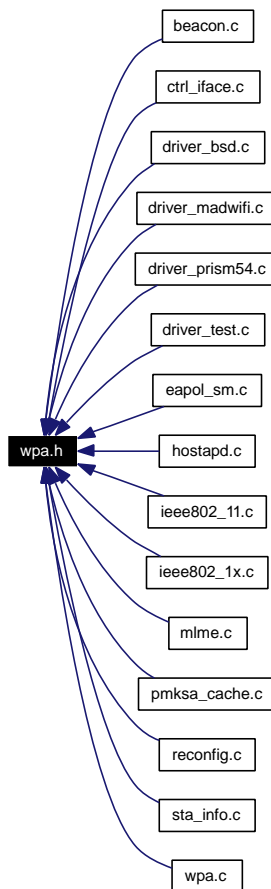 beacon.c
ctrl_iface.c
driver_bsd.c
driver_madwifi.c
driver_prism54.c
driver_test.c
eapol_sm.c
wpa.h
hostapd.c
ieee802_11.c
ieee802_1x.c
mlme.c
pmksa_cache.c
reconfig.c
sta_info.c
wpa.c